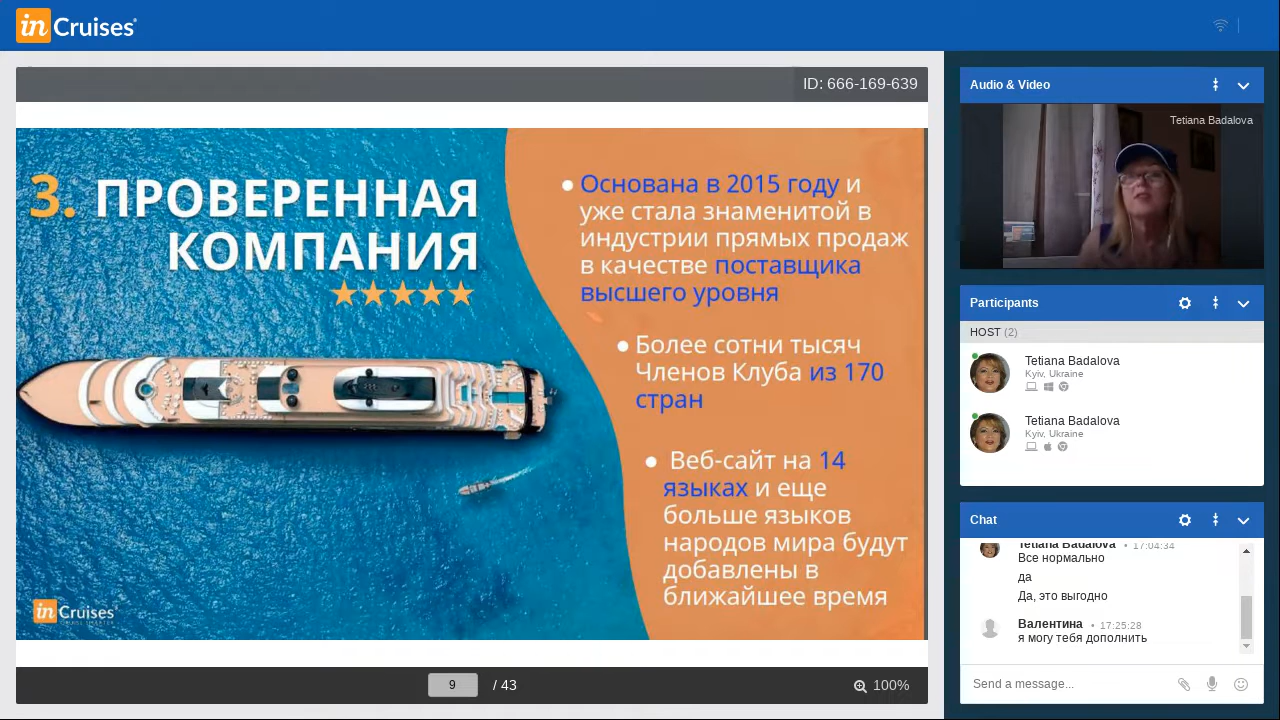 in Cruises
ID: 666-169-639
3. ПРОВЕРЕННАЯ
КОМПАНИЯ
Основана в 2015 году и
уже стала знаменитой в
индустрии прямых продаж
в качестве поставщика
высшего уровня
Более сотни тысяч
Членов Клуба из 170
стран
Веб-сайт на 14
языках и еще
больше языков
народов мира будут
добавлены в
ближайшее время
in Cruises
9 / 43
100%
Audio & Video
Tetiana Badalova
Participants
HOST (2)
Tetiana Badalova
Kyiv, Ukraine
Tetiana Badalova
Kyiv, Ukraine
Chat
Tetiana Badalova • 17:04:34
Все нормально
да
Да, это выгодно
Валентина • 17:25:28
я могу тебя дополнить
Send a message...